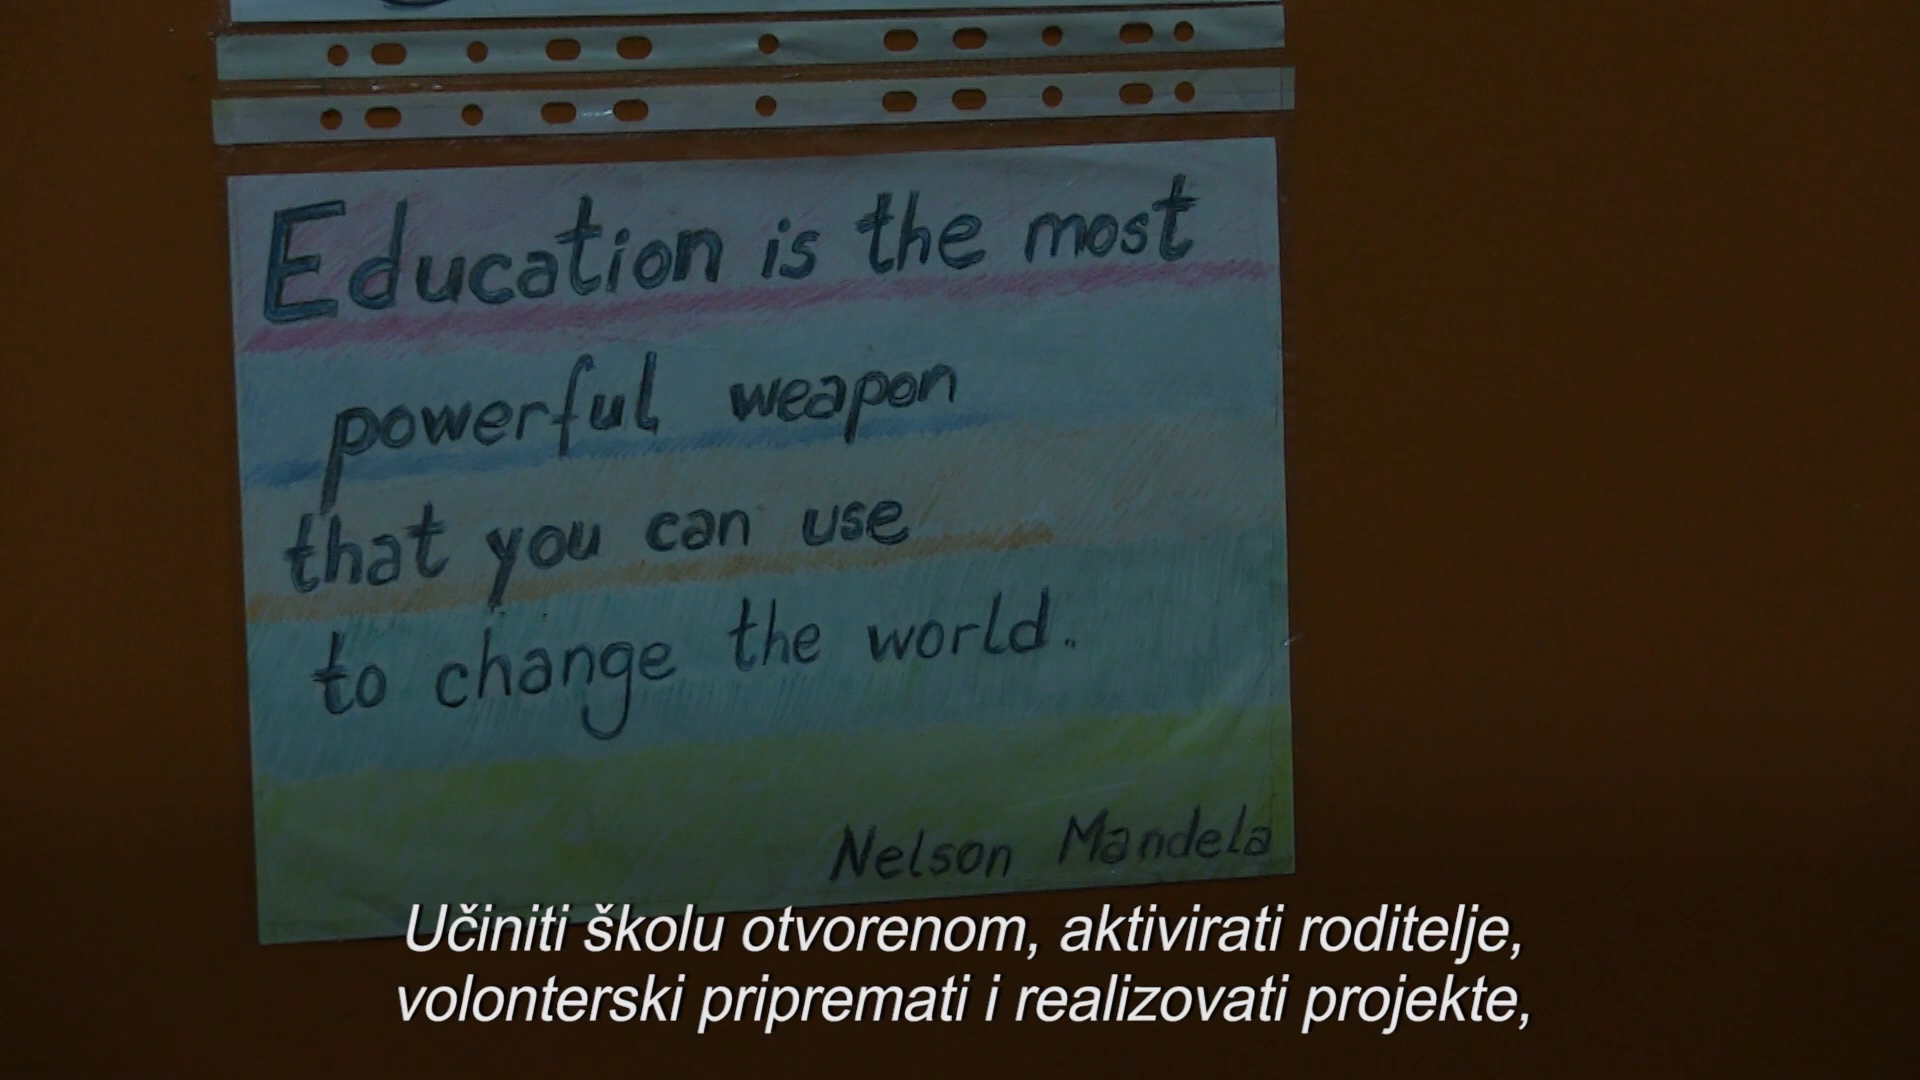 Education is the most
powerful weapon
that you can use
to change the world.
Nelson Mandela
Učiniti školu otvorenom, aktivirati roditelje,
volonterski pripremati i realizovati projekte,